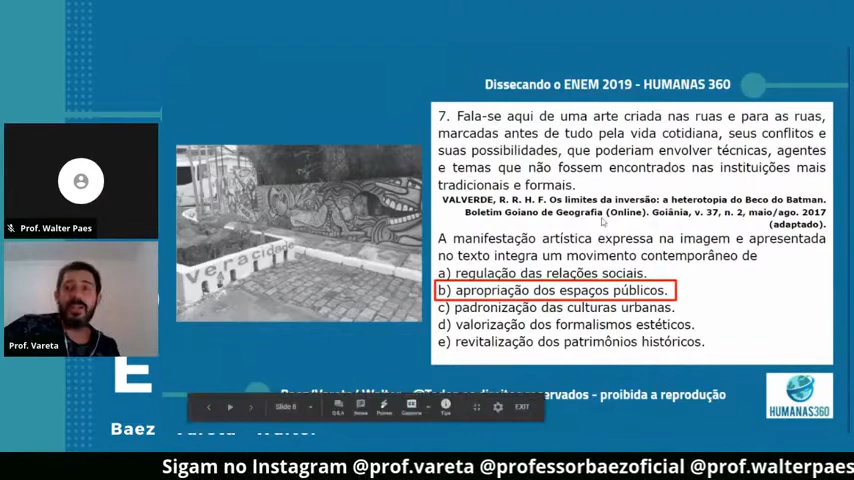 Dissecando o ENEM 2019 - HUMANAS 360
7. Fala-se aqui de uma arte criada nas ruas e para as ruas,
marcadas antes de tudo pela vida cotidiana, seus conflitos e
suas possibilidades, que poderiam envolver técnicas, agentes
e temas que não fossem encontrados nas instituições mais
tradicionais e formais.
VALVERDE, R. R. H. F. Os limites da inversão: a heterotopia do Beco do Batman.
Boletim Goiano de Geografia (Online). Goiânia, v. 37, n. 2, maio/ago. 2017
(adaptado).
A manifestação artística expressa na imagem e apresentada
no texto integra um movimento contemporâneo de
a) regulação das relações sociais.
b) apropriação dos espaços públicos.
c) padronização das culturas urbanas.
d) valorização dos formalismos estéticos.
e) revitalização dos patrimônios históricos.
veracidade
Prof. Walter Paes
Prof. Vareta
E
Baez
reservados - proibida a reprodução
Slide 6
EXIT
HUMANAS360
Sigam no Instagram @prof.vareta @professorbaezoficial @prof.walterpaes